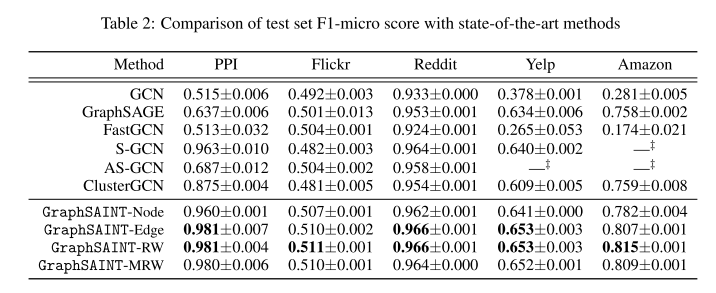 Table 2: Comparison of test set F1-micro score with state-of-the-art methods
Method PPI Flickr Reddit Yelp Amazon
GCN 0.515±0.006 0.492±0.003 0.933±0.000 0.378±0.001 0.281±0.005
GraphSAGE 0.637±0.006 0.501±0.013 0.953±0.001 0.634±0.006 0.758±0.002
FastGCN 0.513±0.032 0.504±0.001 0.924±0.001 0.265±0.053 0.174±0.021
S-GCN 0.963±0.010 0.482±0.003 0.964±0.001 0.640±0.002 —‡
AS-GCN 0.687±0.012 0.504±0.002 0.958±0.001 —‡ —‡
ClusterGCN 0.875±0.004 0.481±0.005 0.954±0.001 0.609±0.005 0.759±0.008
GraphSAINT-Node 0.960±0.001 0.507±0.001 0.962±0.001 0.641±0.000 0.782±0.004
GraphSAINT-Edge 0.981±0.007 0.510±0.002 0.966±0.001 0.653±0.003 0.807±0.001
GraphSAINT-RW 0.981±0.004 0.511±0.001 0.966±0.001 0.653±0.003 0.815±0.001
GraphSAINT-MRW 0.980±0.006 0.510±0.001 0.964±0.000 0.652±0.001 0.809±0.001